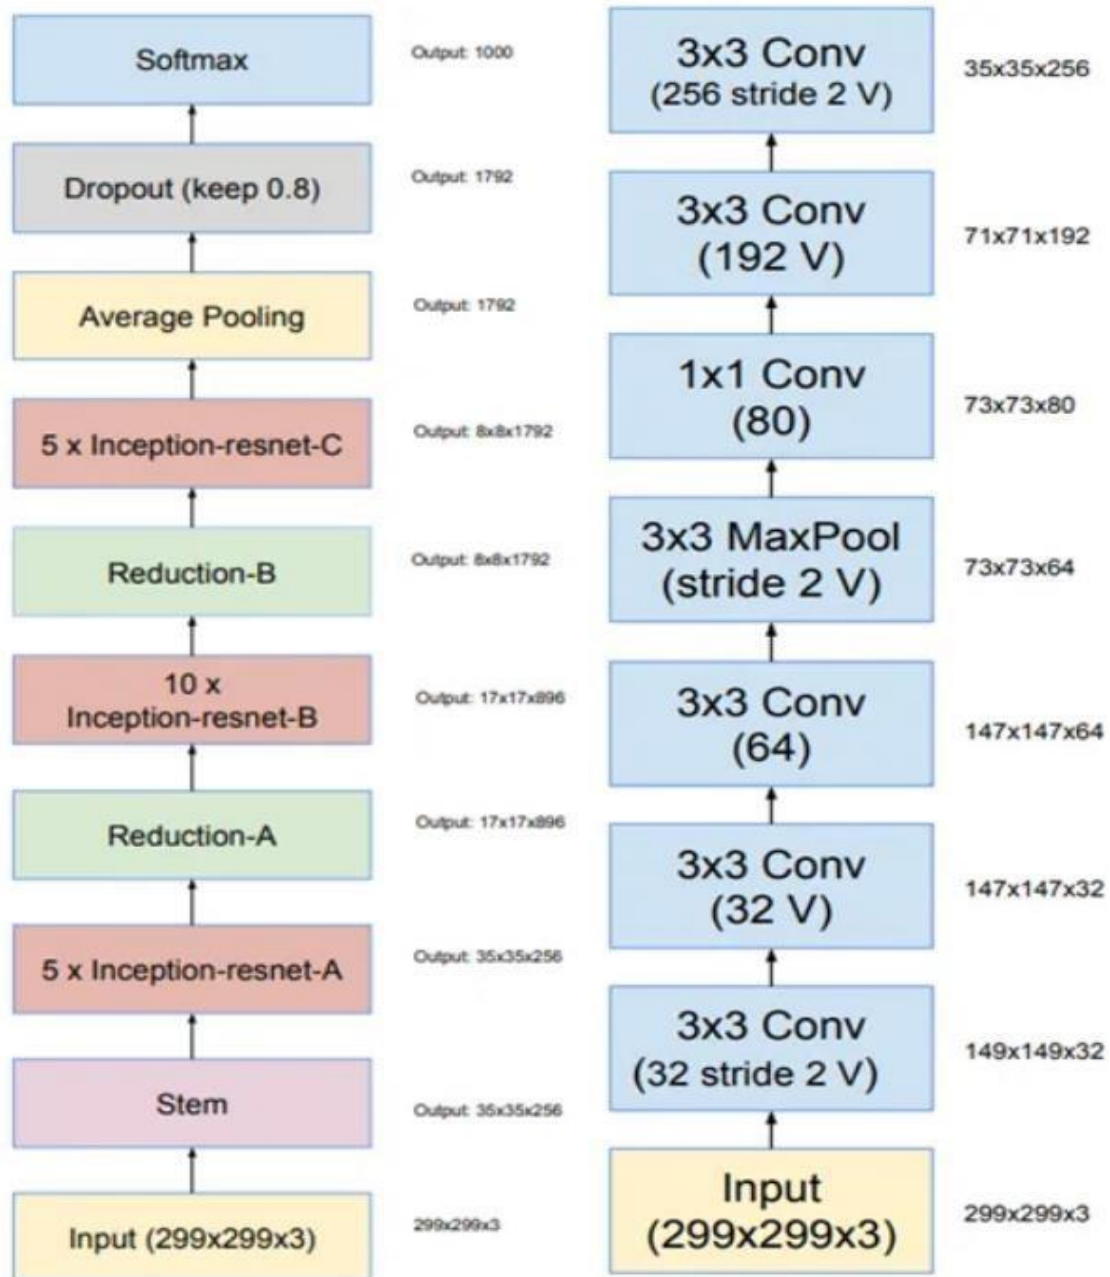 Softmax
Output: 1000
Dropout (keep 0.8)
Output: 1792
Average Pooling
Output: 1792
5 x Inception-resnet-C
Output: 8x8x1792
Reduction-B
Output: 8x8x1792
10 x
Inception-resnet-B
Output: 17x17x896
Reduction-A
Output: 17x17x896
5 x Inception-resnet-A
Output: 35x35x256
Stem
Output: 35x35x256
Input (299x299x3)
299x299x3
3x3 Conv
(256 stride 2 V)
35x35x256
3x3 Conv
(192 V)
71x71x192
1x1 Conv
(80)
73x73x80
3x3 MaxPool
(stride 2 V)
73x73x64
3x3 Conv
(64)
147x147x64
3x3 Conv
(32 V)
147x147x32
3x3 Conv
(32 stride 2 V)
149x149x32
Input
(299x299x3)
299x299x3